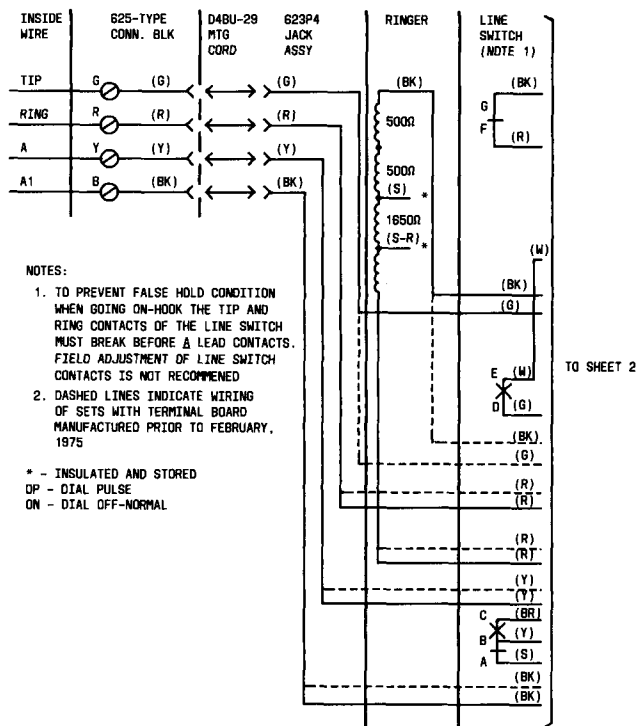 INSIDE WIRE
625-TYPE CONN. BLK
D4BU-29 MTG CORD
623P4 JACK ASSY
RINGER
LINE SWITCH (NOTE 1)
TIP G (G) (G) (BK) (BK)
G
RING R (R) (R) 500Ω F (R)
A Y (Y) (Y)
500Ω
A1 B (BK) (BK) (S) *
1650Ω
(S-R) *
(W)
(BK)
(G)
NOTES:
1. TO PREVENT FALSE HOLD CONDITION
WHEN GOING ON-HOOK THE TIP AND
RING CONTACTS OF THE LINE SWITCH
MUST BREAK BEFORE A LEAD CONTACTS.
FIELD ADJUSTMENT OF LINE SWITCH
CONTACTS IS NOT RECOMMENED
2. DASHED LINES INDICATE WIRING
OF SETS WITH TERMINAL BOARD
MANUFACTURED PRIOR TO FEBRUARY,
1975
* - INSULATED AND STORED
DP - DIAL PULSE
ON - DIAL OFF-NORMAL
TO SHEET 2
E (W)
D (G)
(BK)
(G)
(R)
(R)
(R)
(R)
(Y)
(Y)
C (BR)
B (Y)
A (S)
(BK)
(BK)